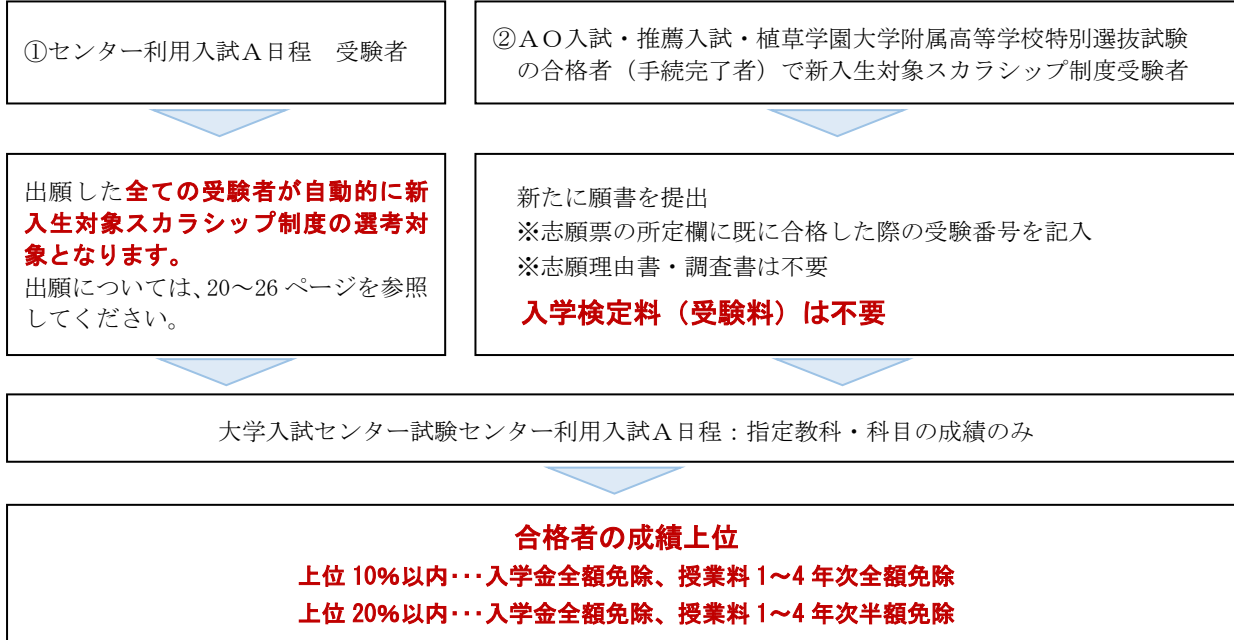 ①センター利用入試Ａ日程　受験者
②ＡＯ入試・推薦入試・植草学園大学附属高等学校特別選抜試験
の合格者（手続完了者）で新入生対象スカラシップ制度受験者
出願した全ての受験者が自動的に新
入生対象スカラシップ制度の選考対
象となります。
出願については、20～26 ページを参照
してください。
新たに願書を提出
※志願票の所定欄に既に合格した際の受験番号を記入
※志願理由書・調査書は不要
入学検定料（受験料）は不要
大学入試センター試験センター利用入試Ａ日程：指定教科・科目の成績のみ
合格者の成績上位
上位 10%以内･･･入学金全額免除、授業料 1～4 年次全額免除
上位 20%以内･･･入学金全額免除、授業料 1～4 年次半額免除